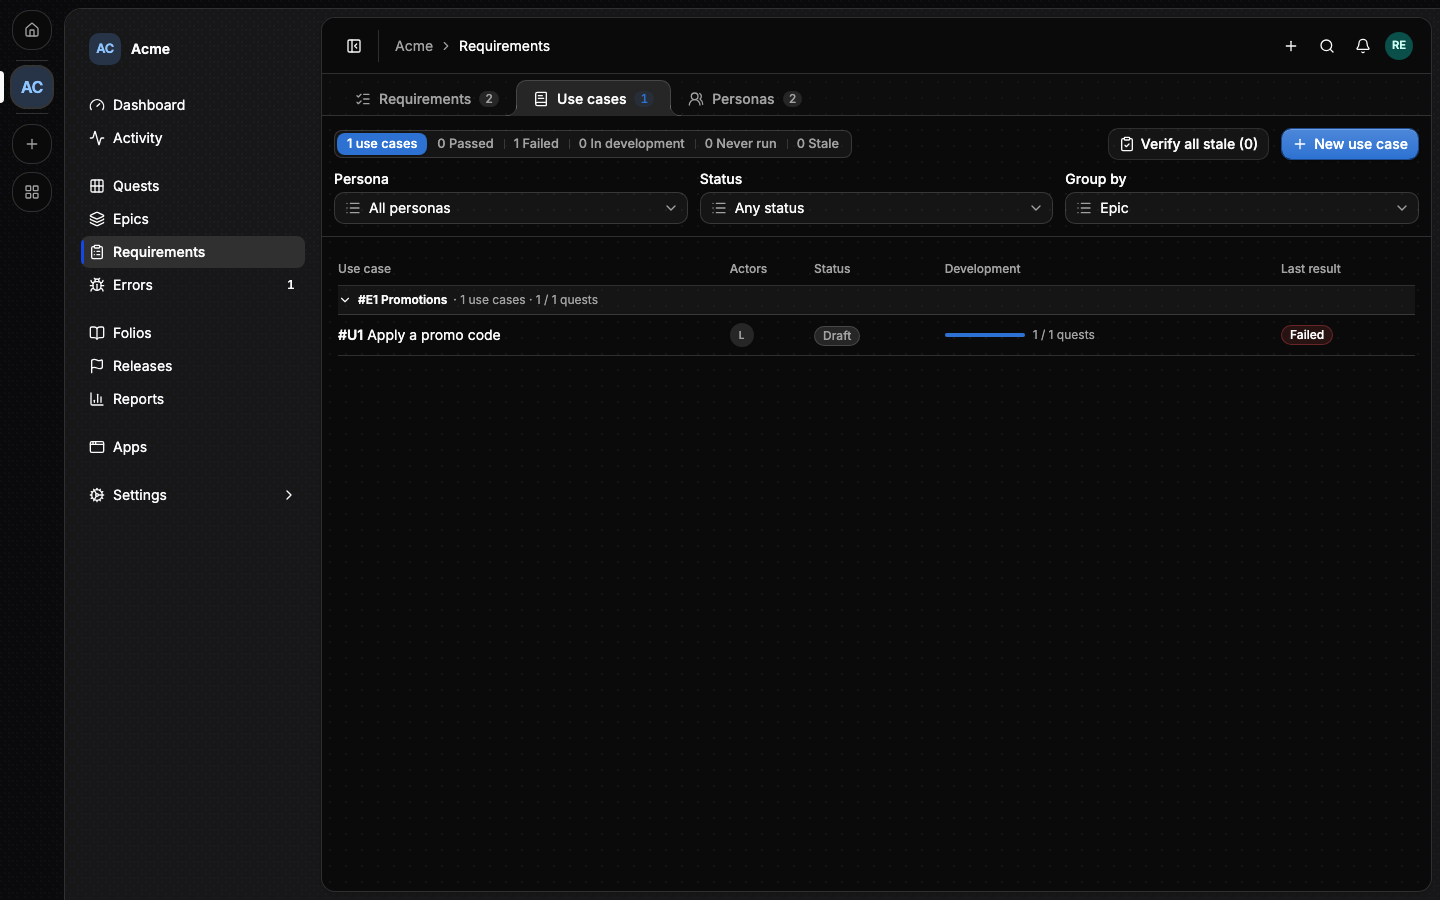 AC Acme
Acme > Requirements
RE
AC
Dashboard
Activity
Quests
Epics
Requirements
Errors 1
Folios
Releases
Reports
Apps
Settings
Requirements 2
Use cases 1
Personas 2
1 use cases
0 Passed
1 Failed
0 In development
0 Never run
0 Stale
Verify all stale (0)
New use case
Persona
All personas
Status
Any status
Group by
Epic
Use case Actors Status Development Last result
#E1 Promotions · 1 use cases · 1 / 1 quests
#U1 Apply a promo code L Draft 1 / 1 quests Failed